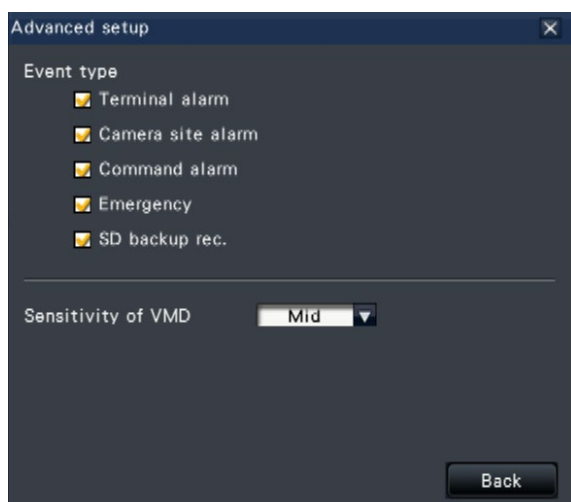 Advanced setup
Event type
Terminal alarm
Camera site alarm
Command alarm
Emergency
SD backup rec.
Sensitivity of VMD Mid
Back